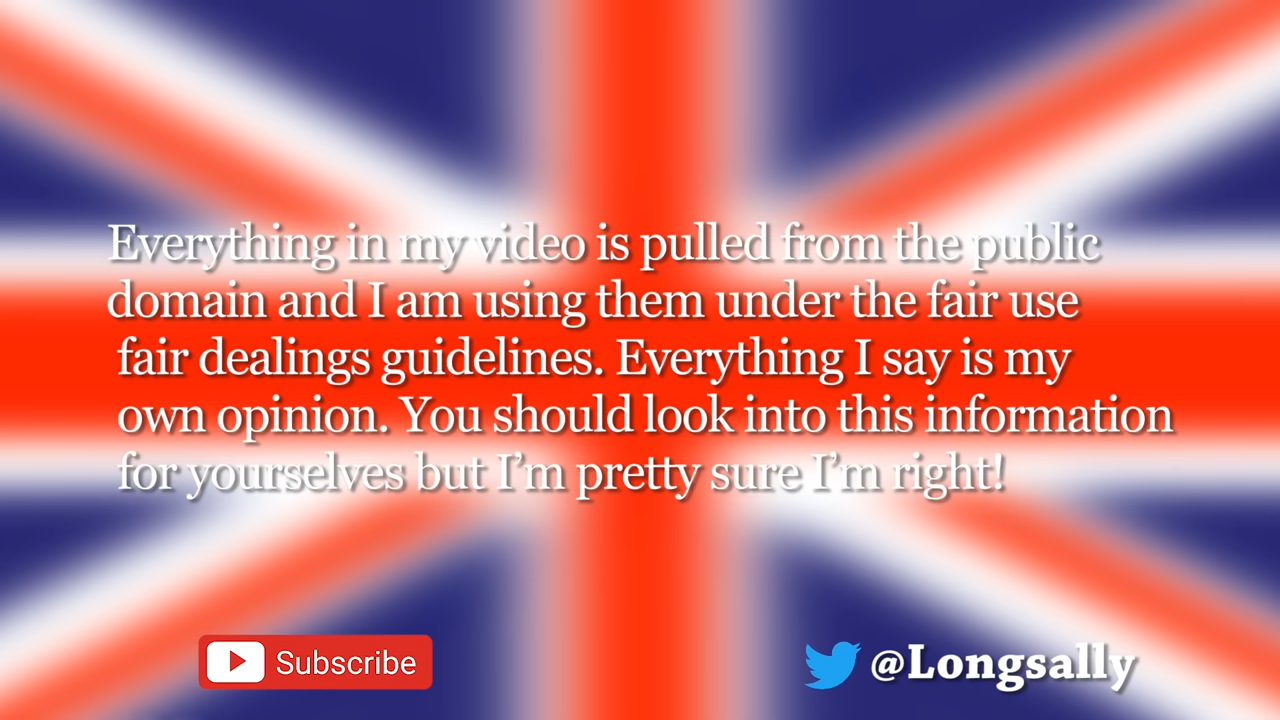 Everything in my video is pulled from the public
domain and I am using them under the fair use
fair dealings guidelines. Everything I say is my
own opinion. You should look into this information
for yourselves but I’m pretty sure I’m right!
Subscribe
@Longsally